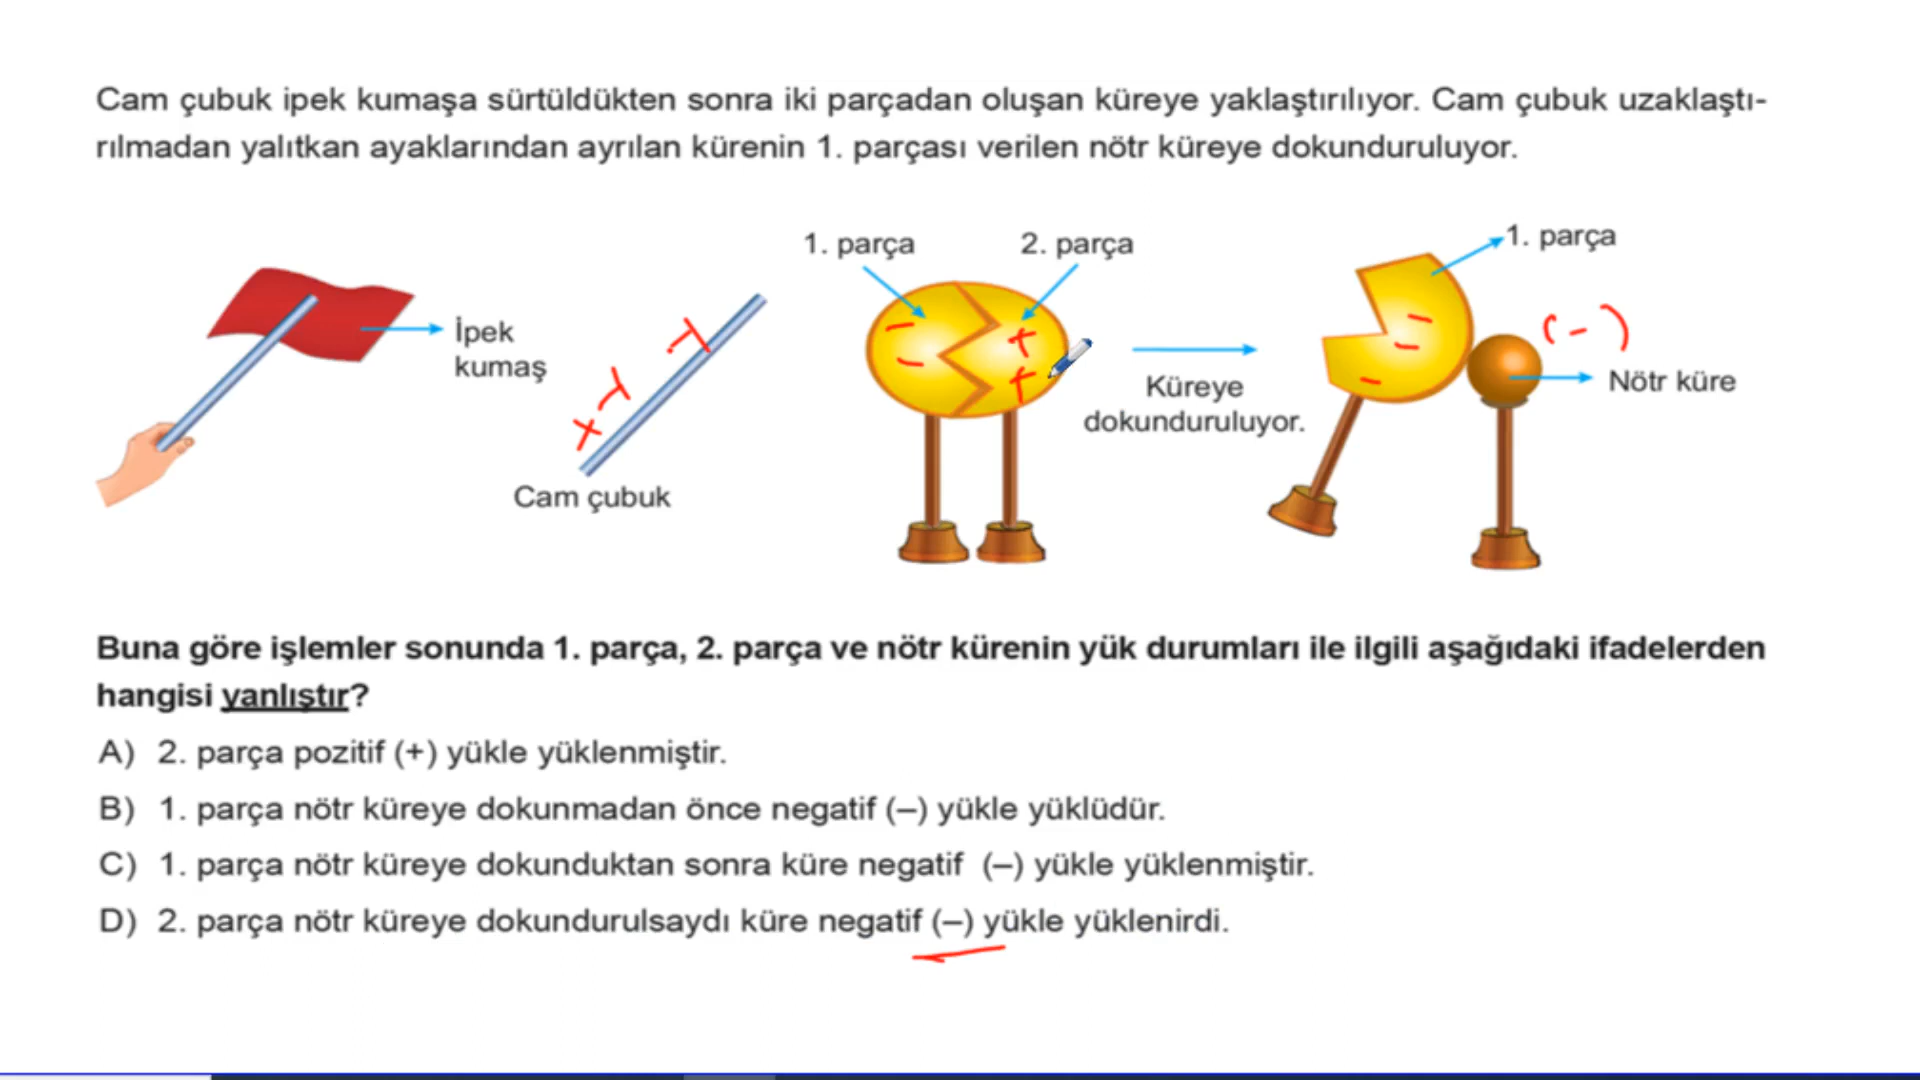 Cam çubuk ipek kumaşa sürtüldükten sonra iki parçadan oluşan küreye yaklaştırılıyor. Cam çubuk uzaklaştı-
rılmadan yalıtkan ayaklarından ayrılan kürenin 1. parçası verilen nötr küreye dokunduruluyor.
İpek
kumaş
+ + +
Cam çubuk
1. parça
2. parça
– –
+ +
Küreye
dokunduruluyor.
1. parça
– – –
(-)
Nötr küre
Buna göre işlemler sonunda 1. parça, 2. parça ve nötr kürenin yük durumları ile ilgili aşağıdaki ifadelerden
hangisi yanlıştır?
A) 2. parça pozitif (+) yükle yüklenmiştir.
B) 1. parça nötr küreye dokunmadan önce negatif (–) yükle yüklüdür.
C) 1. parça nötr küreye dokunduktan sonra küre negatif (–) yükle yüklenmiştir.
D) 2. parça nötr küreye dokundurulsaydı küre negatif (–) yükle yüklenirdi.